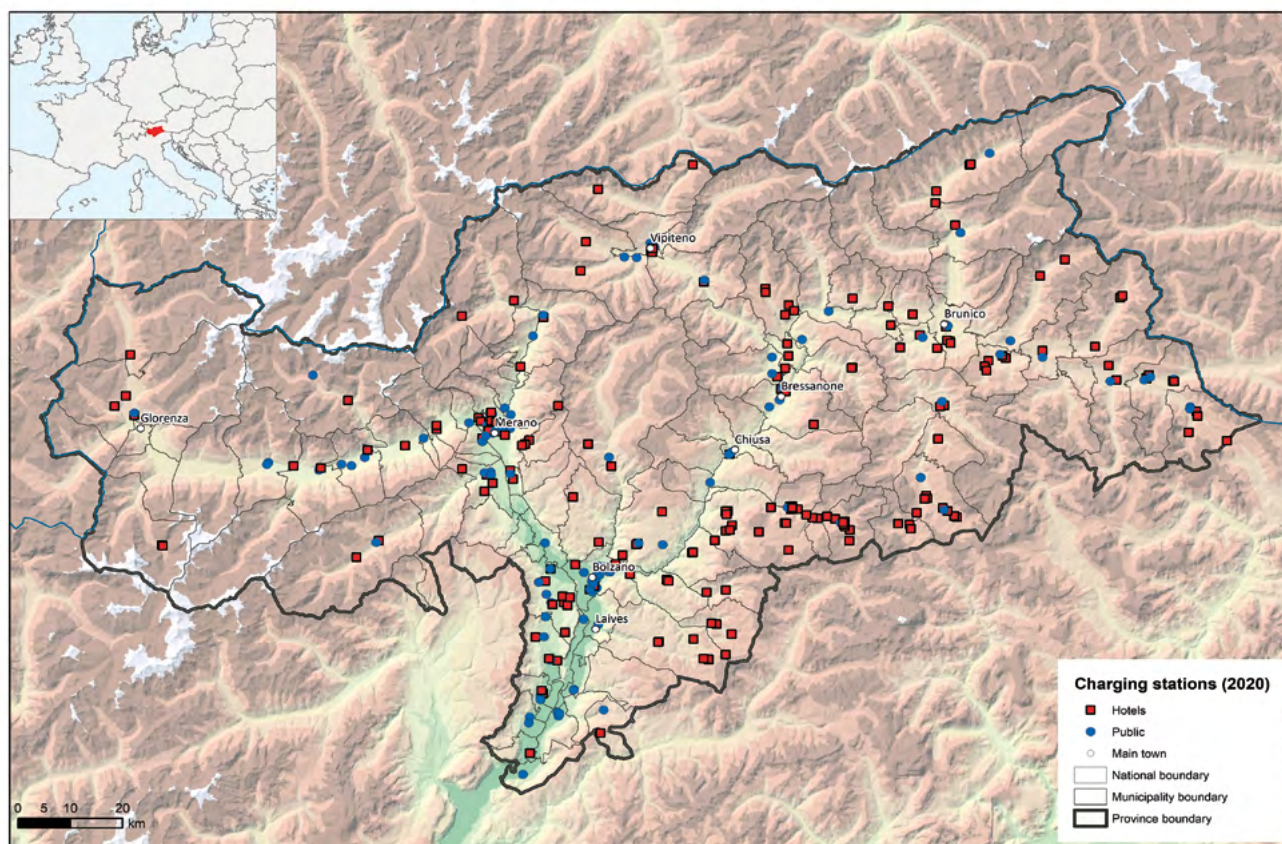 Vipiteno
Brunico
Bressanone
Glorenza
Merano
Chiusa
Bolzano
Laives
Charging stations (2020)
Hotels
Public
Main town
National boundary
Municipality boundary
Province boundary
0 5 10 20
km